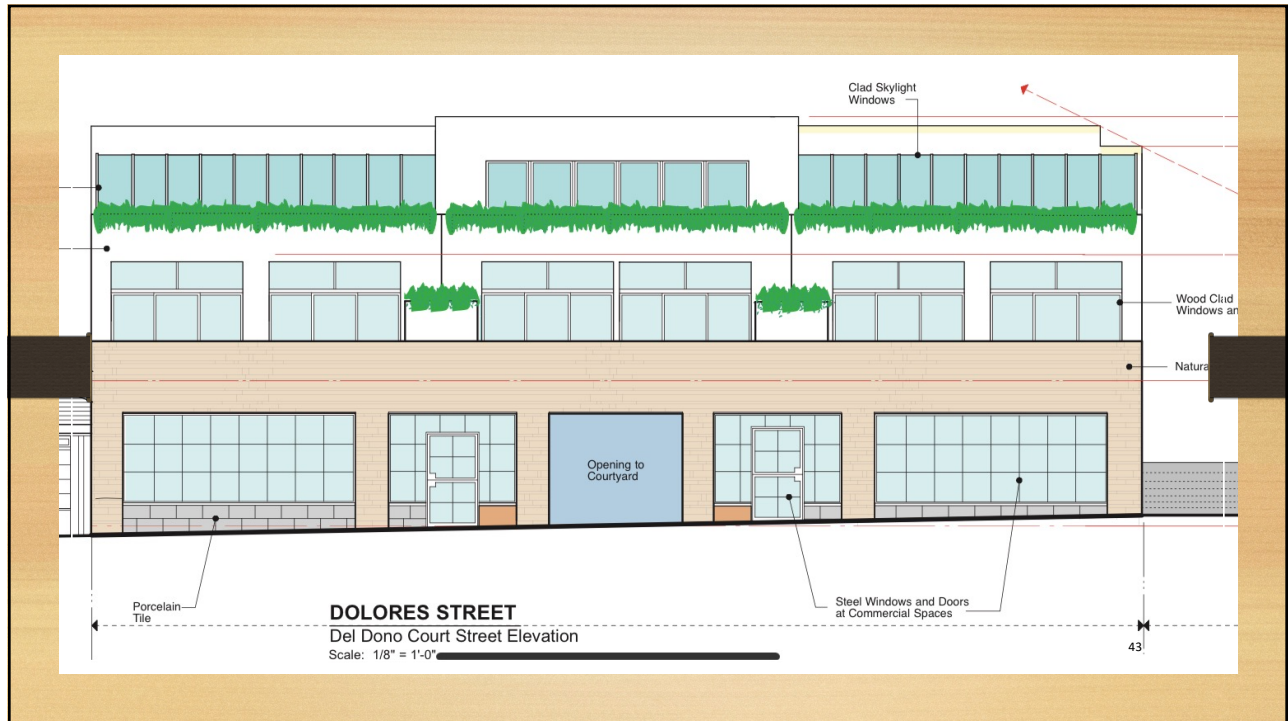 Clad Skylight
Windows
Wood Clad
Windows an
Natura
Opening to
Courtyard
Porcelain
Tile
Steel Windows and Doors
at Commercial Spaces
DOLORES STREET
Del Dono Court Street Elevation
Scale: 1/8" = 1'-0"
43